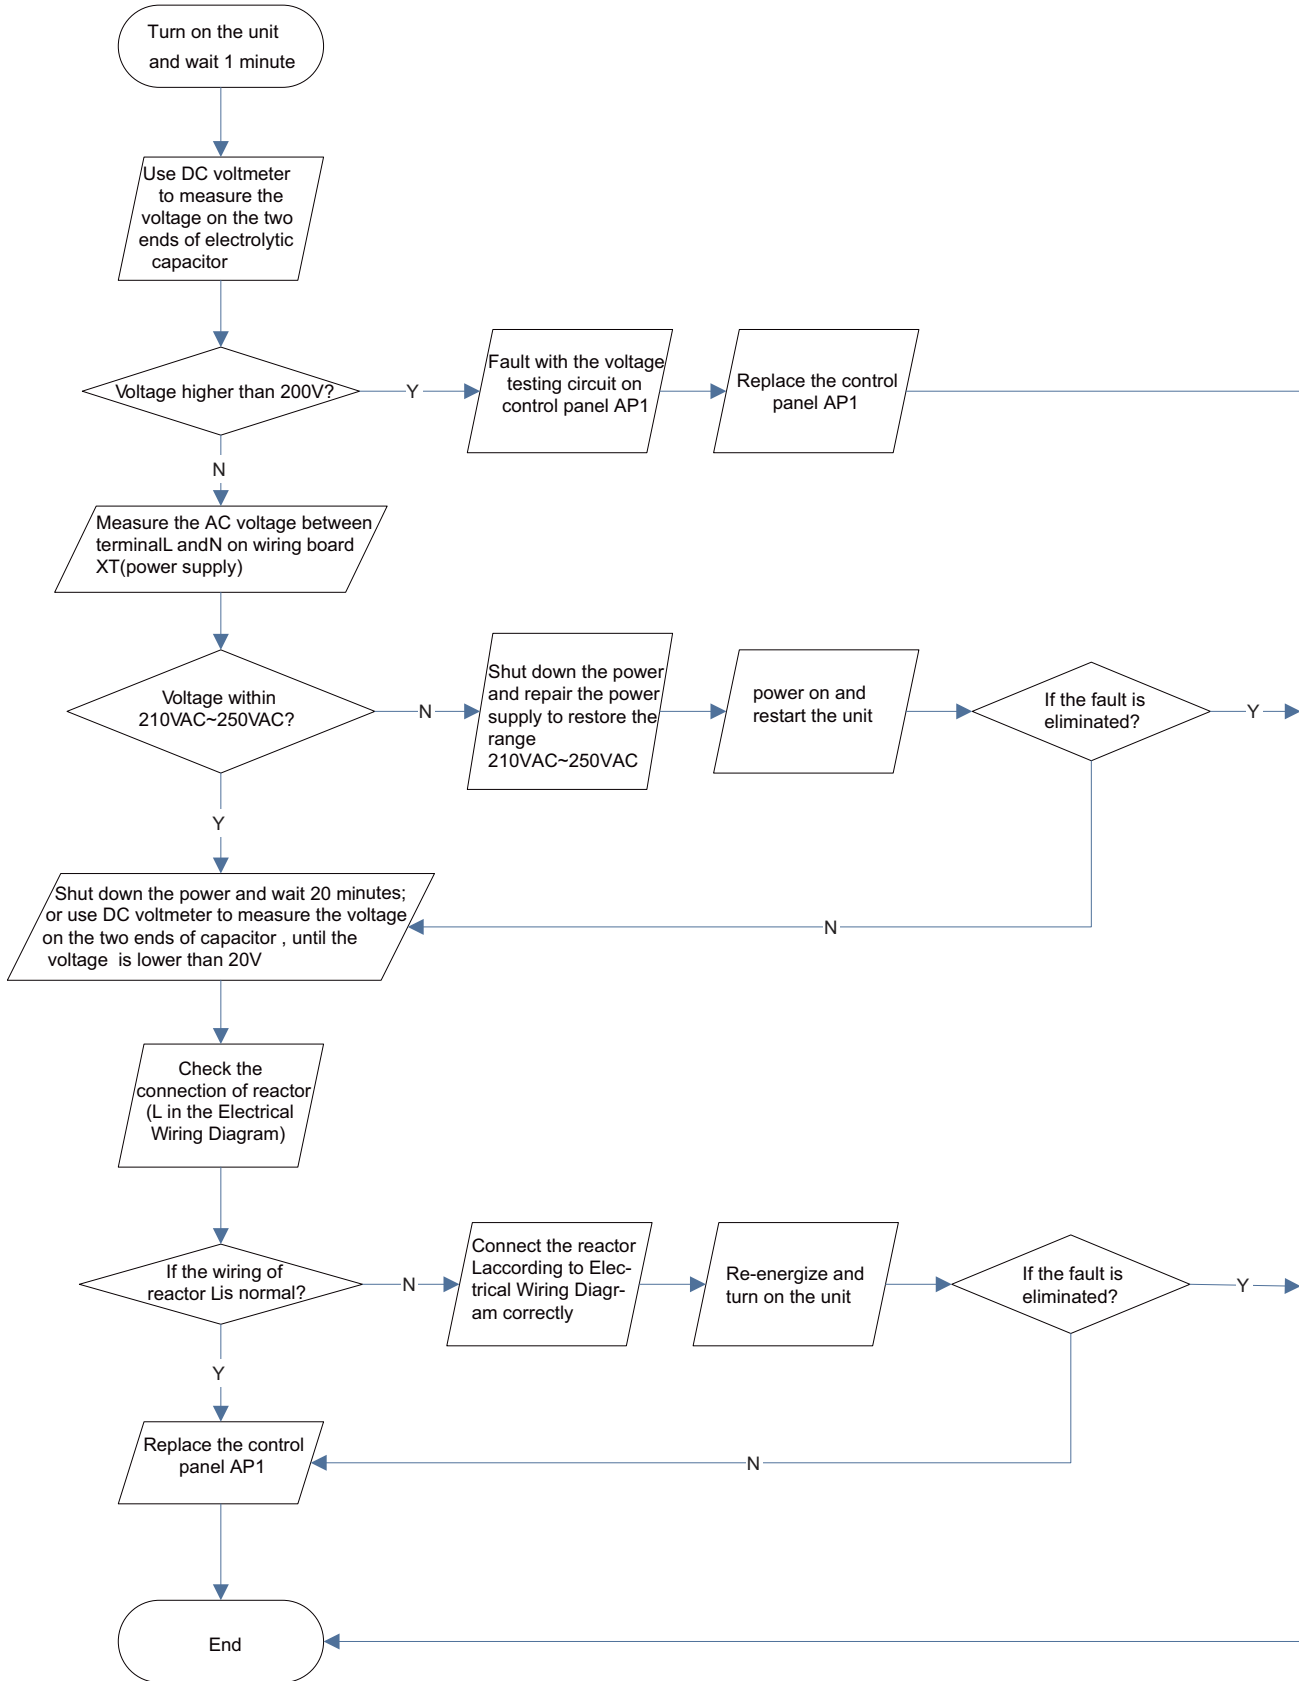 Turn on the unit
and wait 1 minute
Use DC voltmeter
to measure the
voltage on the two
ends of electrolytic
capacitor
Voltage higher than 200V?
Y
Fault with the voltage
testing circuit on
control panel AP1
Replace the control
panel AP1
N
Measure the AC voltage between
terminalL andN on wiring board
XT(power supply)
Voltage within
210VAC~250VAC?
N
Shut down the power
and repair the power
supply to restore the
range
210VAC~250VAC
power on and
restart the unit
If the fault is
eliminated?
Y
Y
N
Shut down the power and wait 20 minutes;
or use DC voltmeter to measure the voltage
on the two ends of capacitor , until the
voltage  is lower than 20V
Check the
connection of reactor
(L in the Electrical
Wiring Diagram)
If the wiring of
reactor Lis normal?
N
Connect the reactor
Laccording to Elec-
trical Wiring Diagr-
am correctly
Re-energize and
turn on the unit
If the fault is
eliminated?
Y
Y
N
Replace the control
panel AP1
End